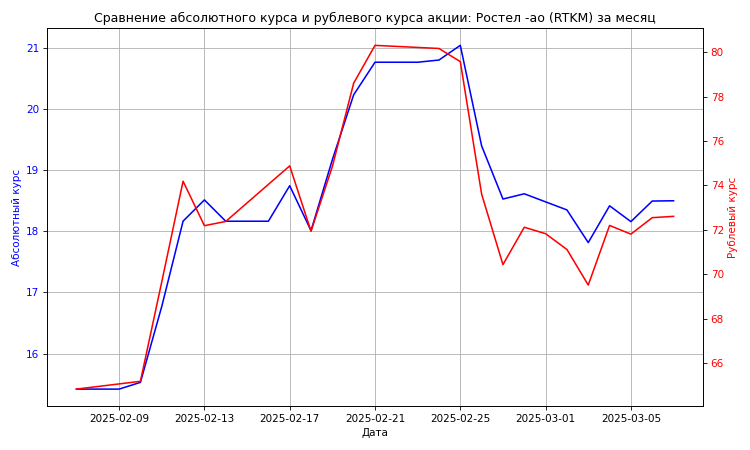 Сравнение абсолютного курса и рублевого курса акции: Ростел -ао (RTKM) за месяц
21
20
19
18
17
16
Абсолютный курс
80
78
76
74
72
70
68
66
Рублевый курс
2025-02-09 2025-02-13 2025-02-17 2025-02-21 2025-02-25 2025-03-01 2025-03-05
Дата